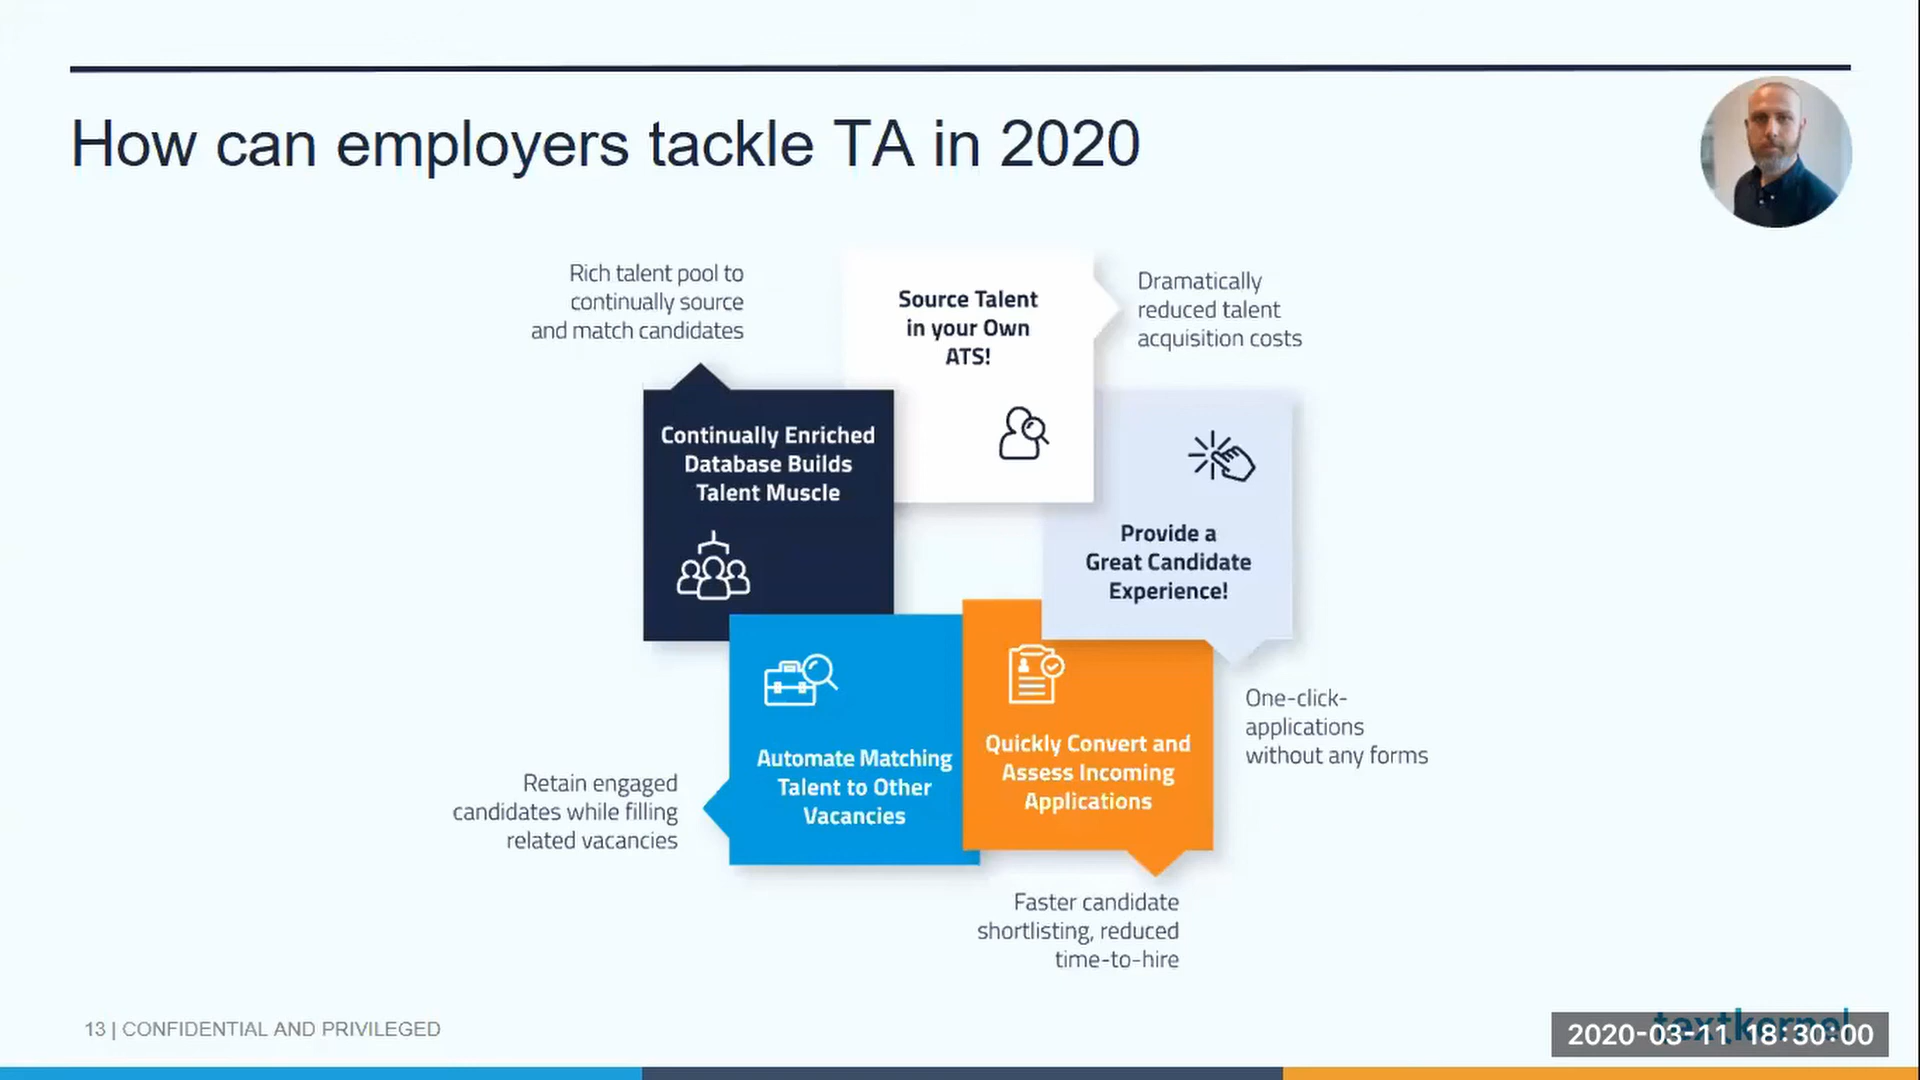 How can employers tackle TA in 2020
Rich talent pool to
continually source
and match candidates
Source Talent
in your Own
ATS!
Dramatically
reduced talent
acquisition costs
Continually Enriched
Database Builds
Talent Muscle
Provide a
Great Candidate
Experience!
One-click-
applications
without any forms
Automate Matching
Talent to Other
Vacancies
Quickly Convert and
Assess Incoming
Applications
Retain engaged
candidates while filling
related vacancies
Faster candidate
shortlisting, reduced
time-to-hire
13 | CONFIDENTIAL AND PRIVILEGED
textkernel
2020-03-11 18:30:00